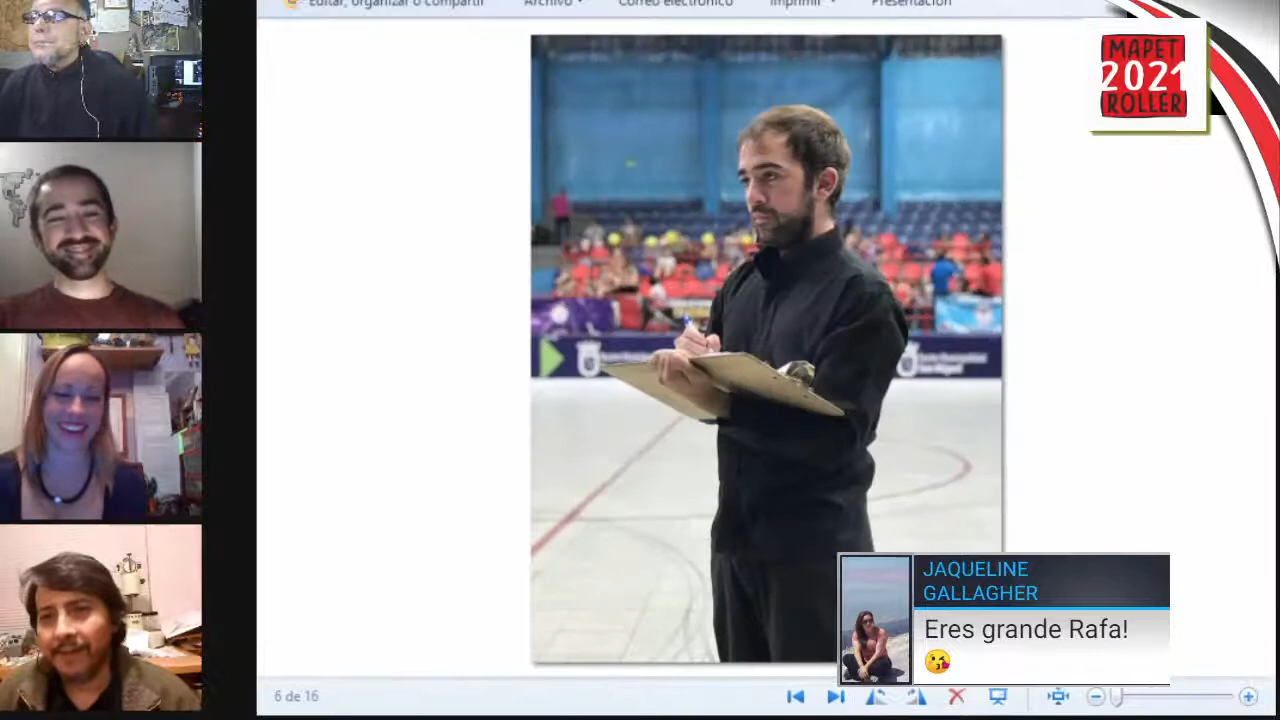 Editar, organizar o compartir
Archivo
Correo electrónico
Imprimir
Presentación
MAPET
2021
ROLLER
JAQUELINE
GALLAGHER
Eres grande Rafa!
😘
6 de 16